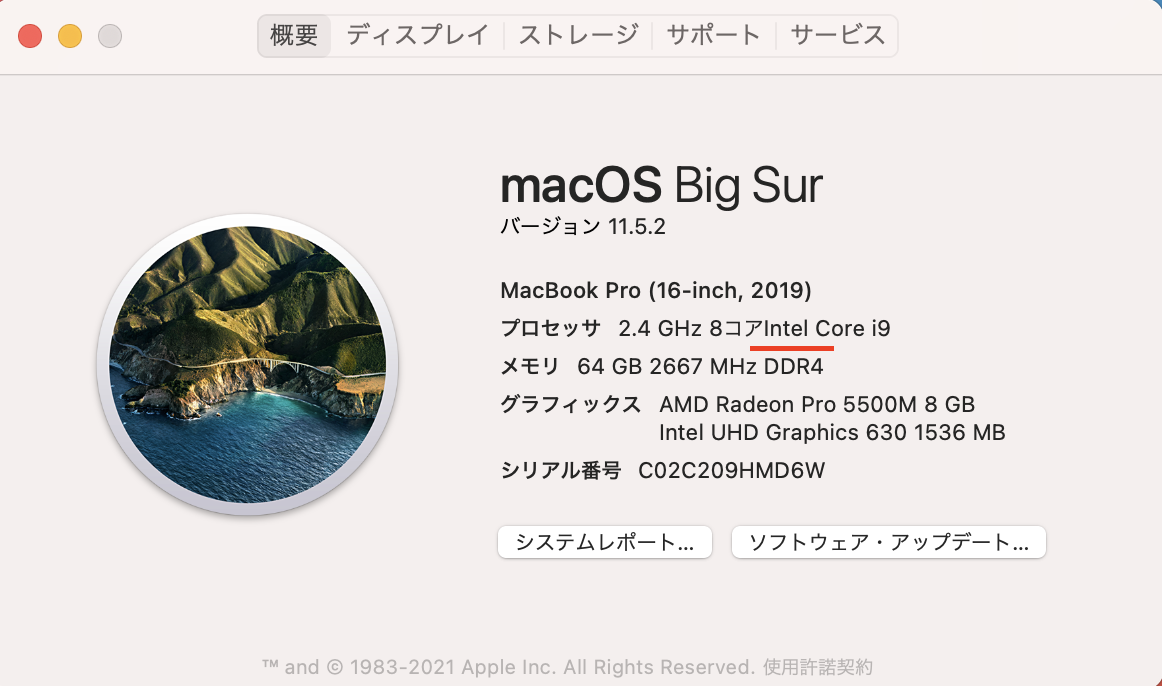 概要 ディスプレイ ストレージ サポート サービス
macOS Big Sur
バージョン 11.5.2
MacBook Pro (16-inch, 2019)
プロセッサ 2.4 GHz 8コアIntel Core i9
メモリ 64 GB 2667 MHz DDR4
グラフィックス AMD Radeon Pro 5500M 8 GB
Intel UHD Graphics 630 1536 MB
シリアル番号 C02C209HMD6W
システムレポート... ソフトウェア・アップデート...
™ and © 1983-2021 Apple Inc. All Rights Reserved. 使用許諾契約